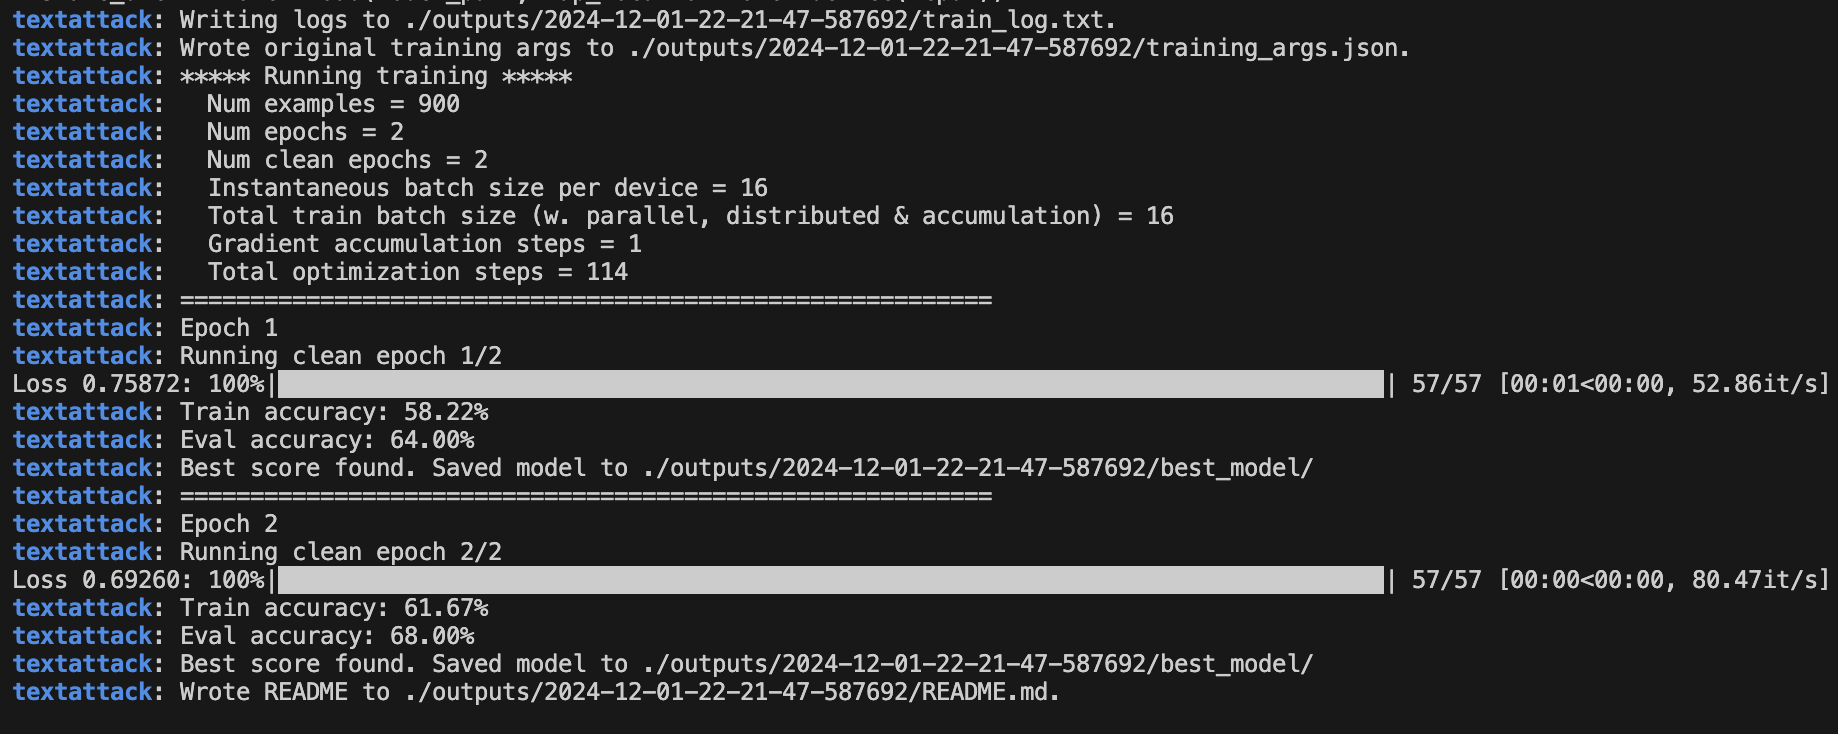 textattack: Writing logs to ./outputs/2024-12-01-22-21-47-587692/train_log.txt.
textattack: Wrote original training args to ./outputs/2024-12-01-22-21-47-587692/training_args.json.
textattack: ***** Running training *****
textattack:   Num examples = 900
textattack:   Num epochs = 2
textattack:   Num clean epochs = 2
textattack:   Instantaneous batch size per device = 16
textattack:   Total train batch size (w. parallel, distributed & accumulation) = 16
textattack:   Gradient accumulation steps = 1
textattack:   Total optimization steps = 114
textattack: ==========================================================
textattack: Epoch 1
textattack: Running clean epoch 1/2
Loss 0.75872: 100%| | 57/57 [00:01<00:00, 52.86it/s]
textattack: Train accuracy: 58.22%
textattack: Eval accuracy: 64.00%
textattack: Best score found. Saved model to ./outputs/2024-12-01-22-21-47-587692/best_model/
textattack: ==========================================================
textattack: Epoch 2
textattack: Running clean epoch 2/2
Loss 0.69260: 100%| | 57/57 [00:00<00:00, 80.47it/s]
textattack: Train accuracy: 61.67%
textattack: Eval accuracy: 68.00%
textattack: Best score found. Saved model to ./outputs/2024-12-01-22-21-47-587692/best_model/
textattack: Wrote README to ./outputs/2024-12-01-22-21-47-587692/README.md.